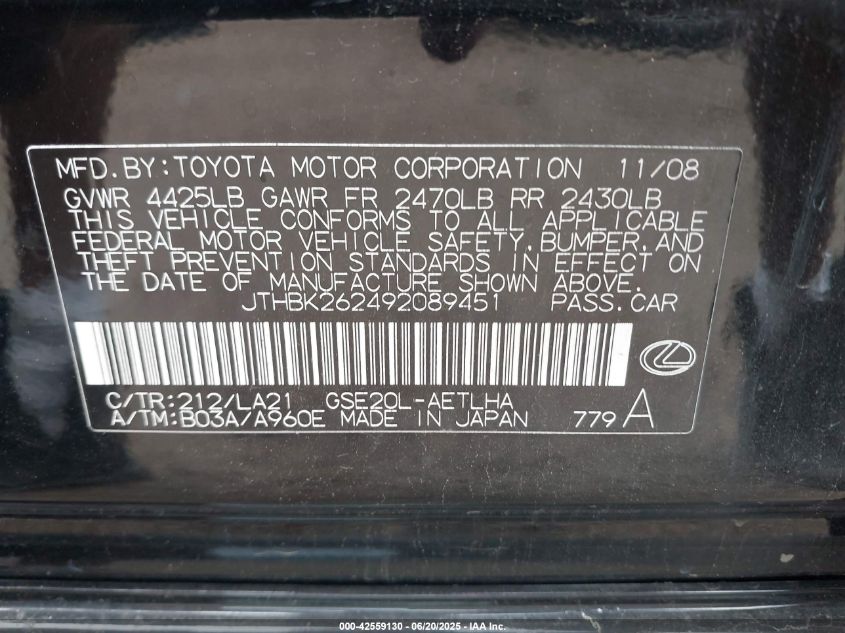 MFD.BY:TOYOTA MOTOR CORPORATION 11/08
GVWR 4425LB GAWR FR 2470LB RR 2430LB
THIS VEHICLE CONFORMS TO ALL APPLICABLE
FEDERAL MOTOR VEHICLE SAFETY,BUMPER,AND
THEFT PREVENTION STANDARDS IN EFFECT ON
THE DATE OF MANUFACTURE SHOWN ABOVE.
JTHBK262492089451 PASS.CAR
C/TR:212/LA21 GSE20L-AETLHA
A/TM:B03A/A960E MADE IN JAPAN 779 A
000-42559130 - 06/20/2025 - IAA Inc.